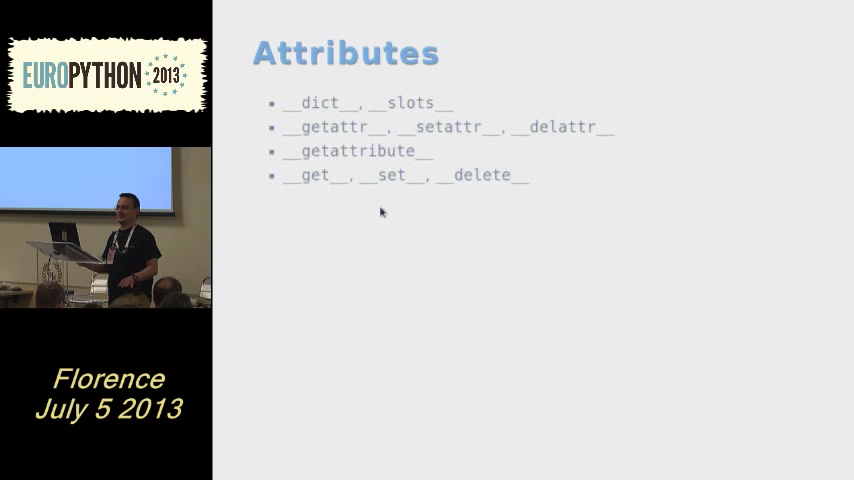 EUROPYTHON 2013
Florence
July 5 2013
Attributes
__dict__, __slots__
__getattr__, __setattr__, __delattr__
__getattribute__
__get__, __set__, __delete__